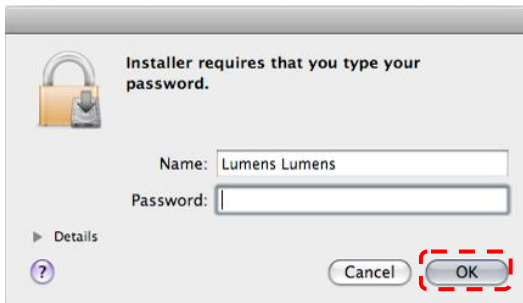 Installer requires that you type your
password.
Name: Lumens Lumens
Password:
Details
?
Cancel
OK